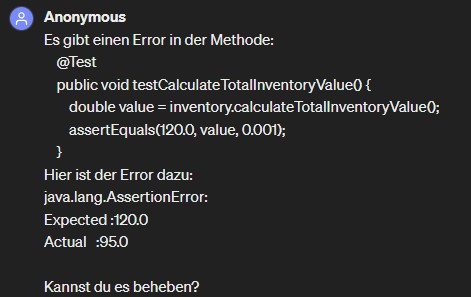 Anonymous
Es gibt einen Error in der Methode:
@Test
public void testCalculateTotalInventoryValue() {
double value = inventory.calculateTotalInventoryValue();
assertEquals(120.0, value, 0.001);
}
Hier ist der Error dazu:
java.lang.AssertionError:
Expected :120.0
Actual   :95.0
Kannst du es beheben?